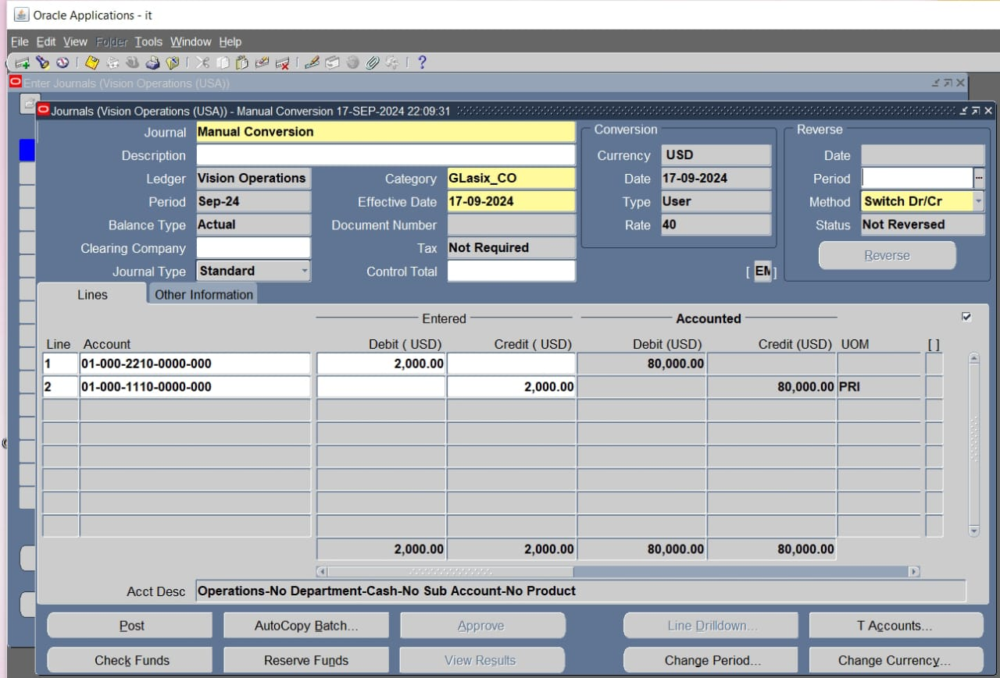 Oracle Applications - it
File Edit View Folder Tools Window Help
Enter Journals (Vision Operations (USA))
Journals (Vision Operations (USA)) - Manual Conversion 17-SEP-2024 22:09:31
Journal Manual Conversion
Description
Ledger Vision Operations Category GLasix_CO
Period Sep-24 Effective Date 17-09-2024
Balance Type Actual Document Number
Clearing Company Tax Not Required
Journal Type Standard Control Total
Conversion
Currency USD
Date 17-09-2024
Type User
Rate 40
Reverse
Date
Period ...
Method Switch Dr/Cr
Status Not Reversed
Reverse
[ EM ]
Lines Other Information
Entered Accounted
Line Account Debit ( USD) Credit ( USD) Debit (USD) Credit (USD) UOM [ ]
1 01-000-2210-0000-000 2,000.00 80,000.00
2 01-000-1110-0000-000 2,000.00 80,000.00 PRI
2,000.00 2,000.00 80,000.00 80,000.00
Acct Desc Operations-No Department-Cash-No Sub Account-No Product
Post AutoCopy Batch... Approve Line Drilldown... T Accounts...
Check Funds Reserve Funds View Results Change Period... Change Currency...